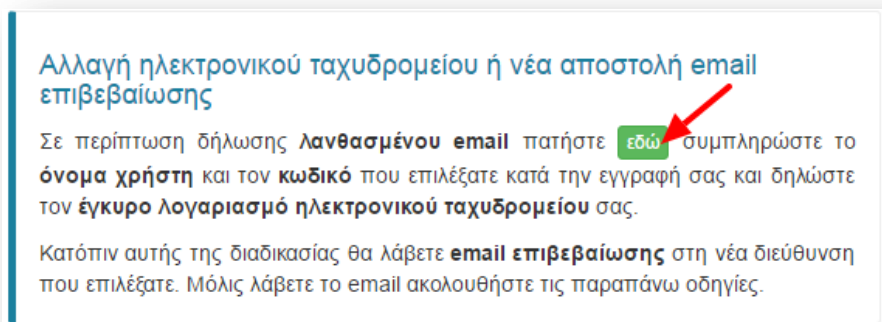 Αλλαγή ηλεκτρονικού ταχυδρομείου ή νέα αποστολή email
επιβεβαίωσης
Σε περίπτωση δήλωσης λανθασμένου email πατήστε εδώ συμπληρώστε το
όνομα χρήστη και τον κωδικό που επιλέξατε κατά την εγγραφή σας και δηλώστε
τον έγκυρο λογαριασμό ηλεκτρονικού ταχυδρομείου σας.
Κατόπιν αυτής της διαδικασίας θα λάβετε email επιβεβαίωσης στη νέα διεύθυνση
που επιλέξατε. Μόλις λάβετε το email ακολουθήστε τις παραπάνω οδηγίες.